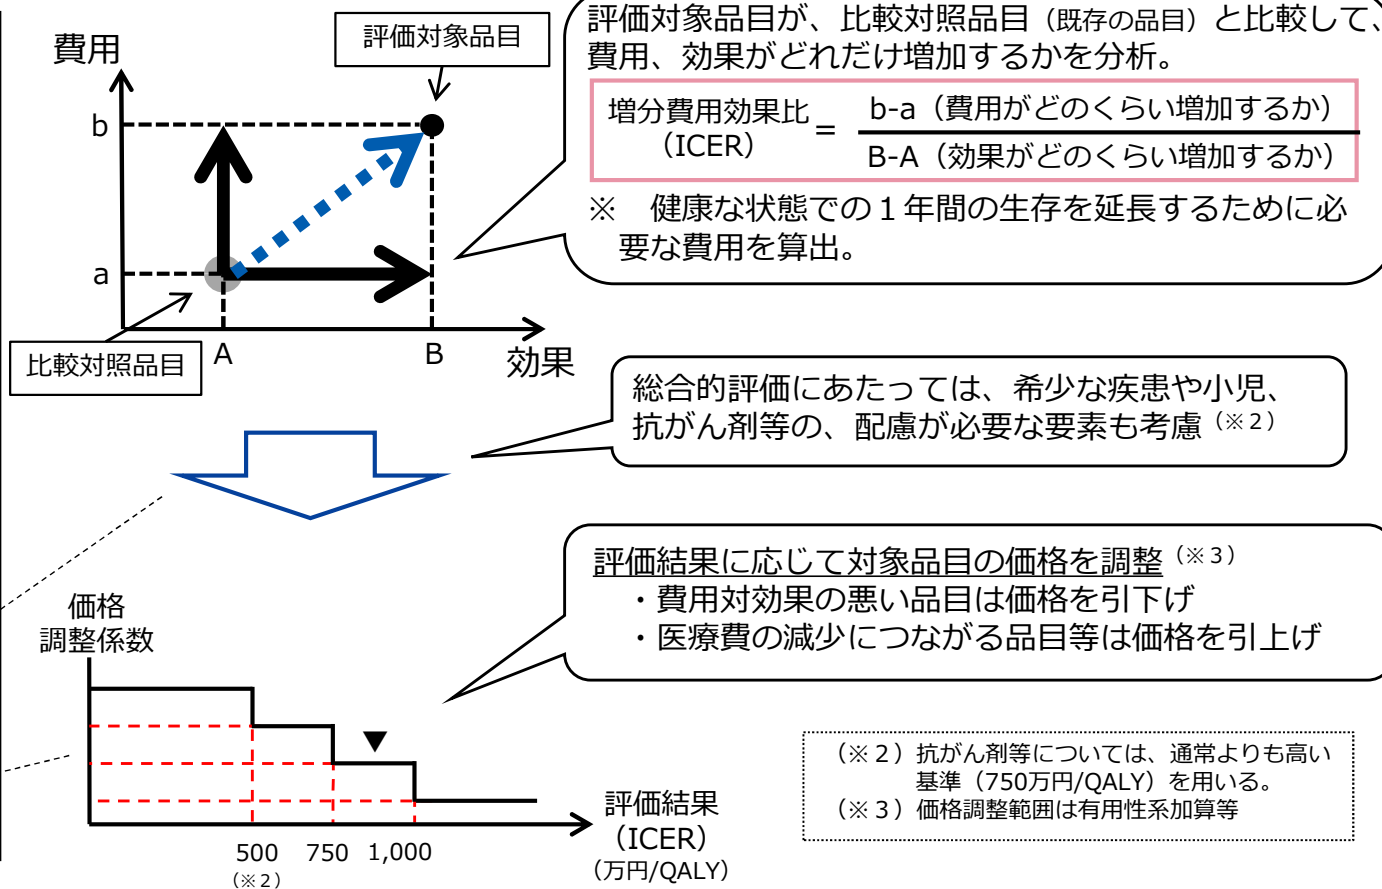 費用
評価対象品目
b
a
A
B
効果
比較対照品目
評価対象品目が、比較対照品目（既存の品目）と比較して、
費用、効果がどれだけ増加するかを分析。
増分費用効果比
（ICER）
=
b-a（費用がどのくらい増加するか）
B-A（効果がどのくらい増加するか）
※　健康な状態での１年間の生存を延長するために必
要な費用を算出。
総合的評価にあたっては、希少な疾患や小児、
抗がん剤等の、配慮が必要な要素も考慮（※２）
評価結果に応じて対象品目の価格を調整（※３）
・費用対効果の悪い品目は価格を引下げ
・医療費の減少につながる品目等は価格を引上げ
価格
調整係数
500
750
1,000
（※２）
評価結果
（ICER）
（万円/QALY）
（※２）抗がん剤等については、通常よりも高い
基準（750万円/QALY）を用いる。
（※３）価格調整範囲は有用性系加算等